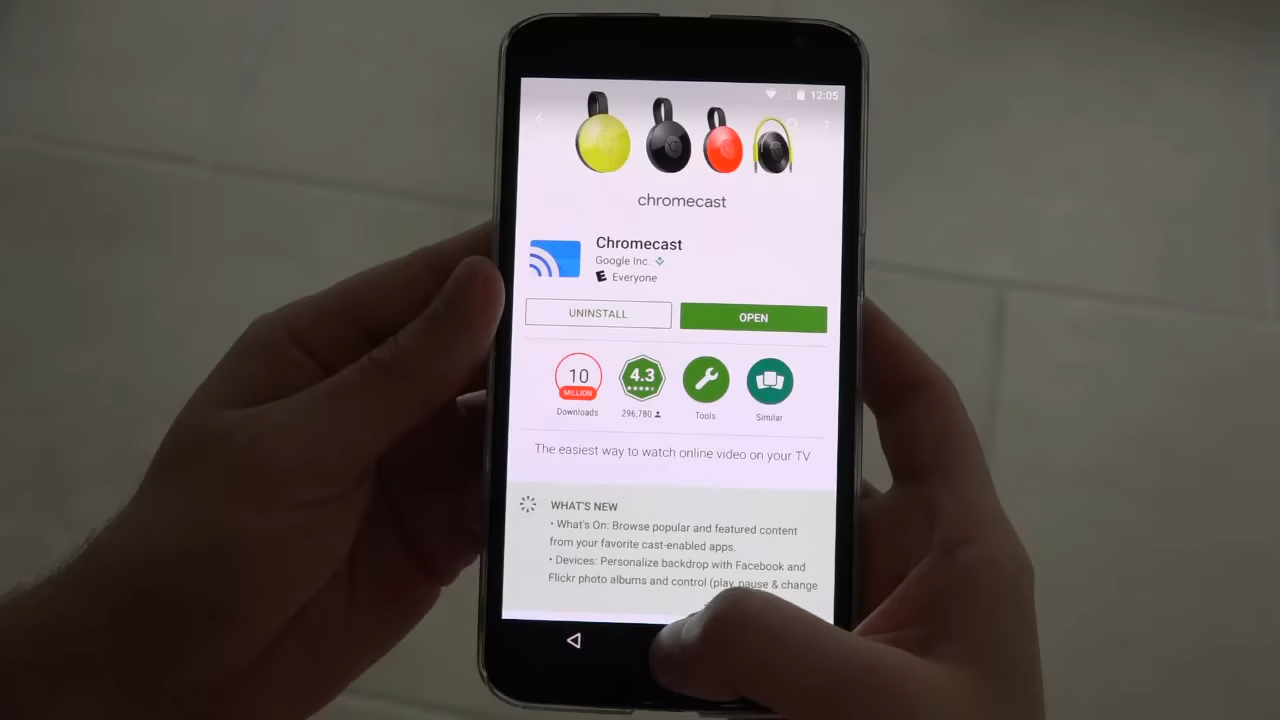 12:05
chromecast
Chromecast
Google Inc.
E Everyone
UNINSTALL
OPEN
10
MILLION
Downloads
4.3
296,780
Tools
Similar
The easiest way to watch online video on your TV
WHAT'S NEW
• What's On: Browse popular and featured content
from your favorite cast-enabled apps.
• Devices: Personalize backdrop with Facebook and
Flickr photo albums and control (play, pause & change